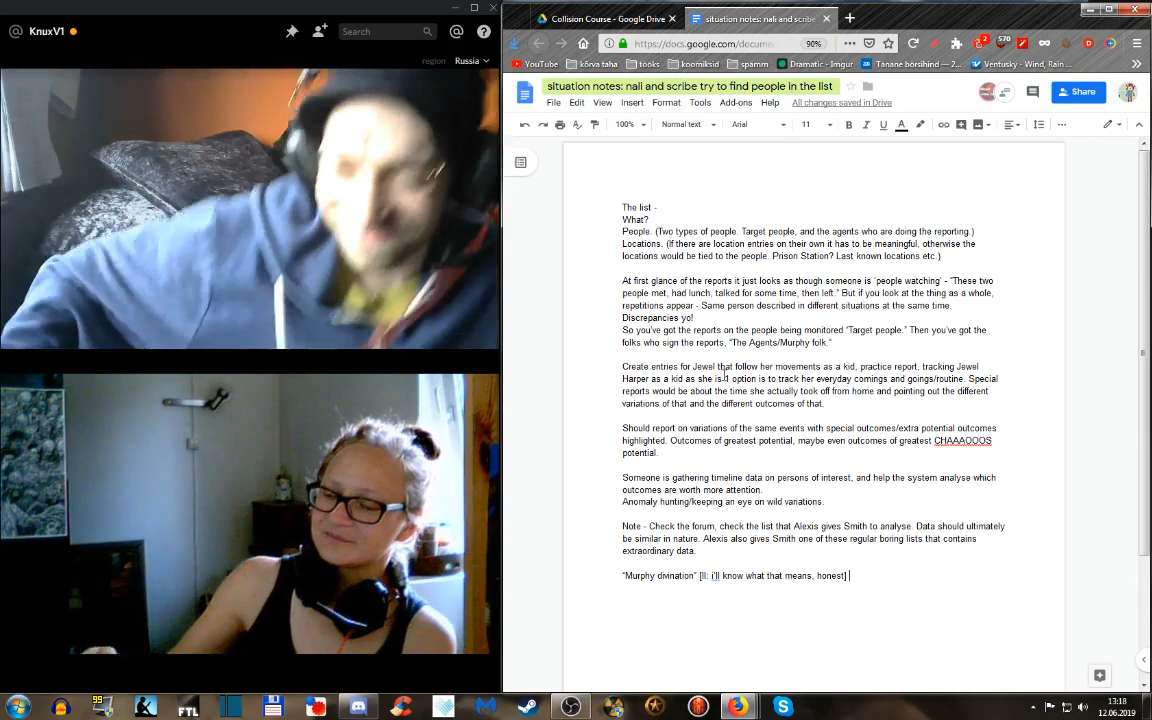 KnuxV1
Search
region
Russia
Collision Course - Google Drive
situation notes: nali and scribe
https://docs.google.com/docume
90%
2
570
YouTube
kõrva taha
tööks
koomiksid
spämm
Dramatic - Imgur
Tänane börsihind — 2…
Ventusky - Wind, Rain …
situation notes: nali and scribe try to find people in the list
File Edit View Insert Format Tools Add-ons Help All changes saved in Drive
Share
100% Normal text Arial 11 B I U A
The list -
What?
People. (Two types of people. Target people, and the agents who are doing the reporting.)
Locations. (If there are location entries on their own it has to be meaningful, otherwise the
locations would be tied to the people. Prison Station? Last known locations etc.)
At first glance of the reports it just looks as though someone is 'people watching' - "These two
people met, had lunch, talked for some time, then left." But if you look at the thing as a whole,
repetitions appear - Same person described in different situations at the same time.
Discrepancies yo!
So you've got the reports on the people being monitored "Target people." Then you've got the
folks who sign the reports, "The Agents/Murphy folk."
Create entries for Jewel that follow her movements as a kid, practice report, tracking Jewel
Harper as a kid as she is. 1 option is to track her everyday comings and goings/routine. Special
reports would be about the time she actually took off from home and pointing out the different
variations of that and the different outcomes of that.
Should report on variations of the same events with special outcomes/extra potential outcomes
highlighted. Outcomes of greatest potential, maybe even outcomes of greatest CHAAAOOOS
potential.
Someone is gathering timeline data on persons of interest, and help the system analyse which
outcomes are worth more attention.
Anomaly hunting/keeping an eye on wild variations.
Note - Check the forum, check the list that Alexis gives Smith to analyse. Data should ultimately
be similar in nature. Alexis also gives Smith one of these regular boring lists that contains
extraordinary data.
"Murphy divination" [ll: i'll know what that means, honest]
99
FTL
13:18
12.06.2019